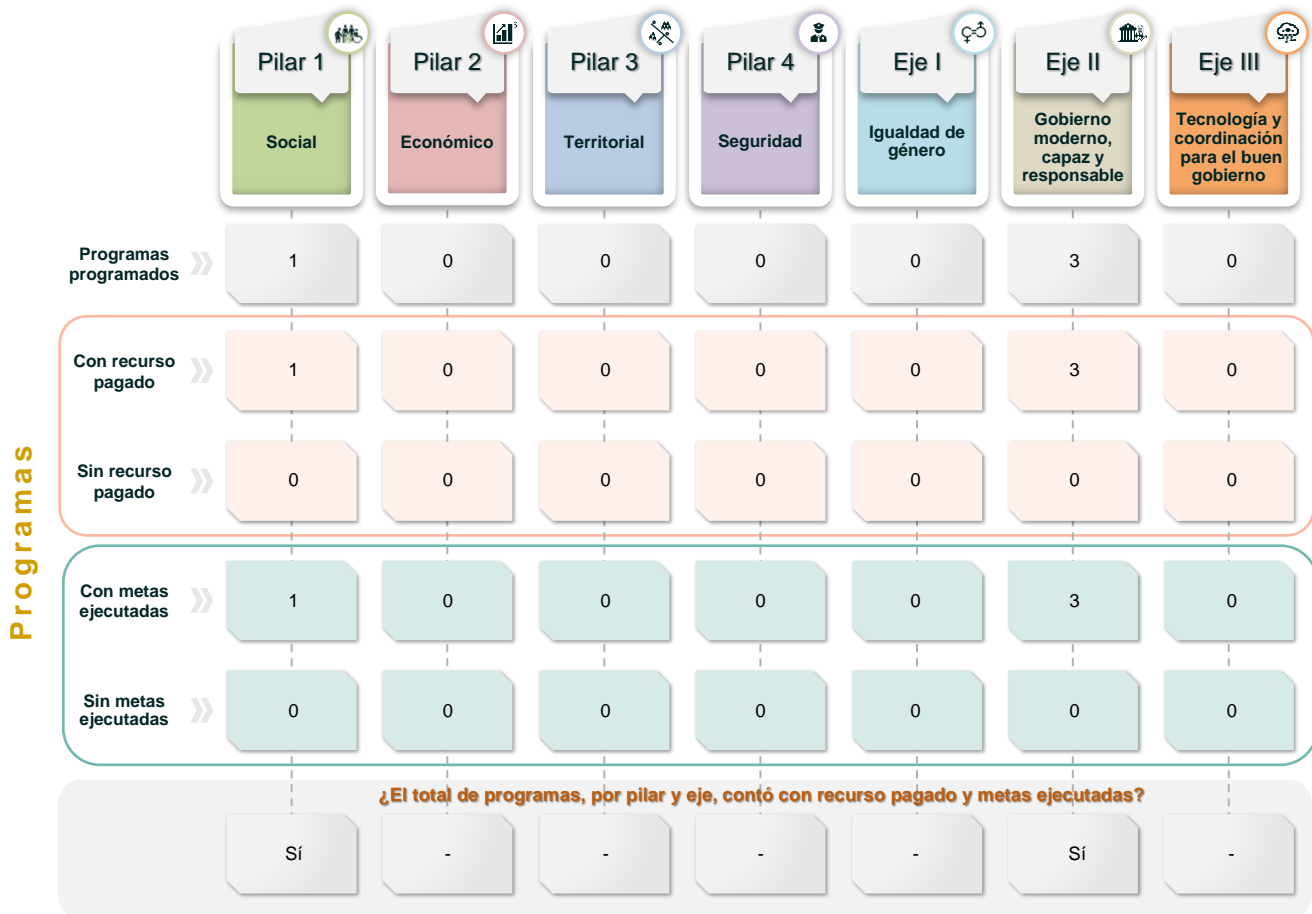 Pilar 1
Pilar 2
Pilar 3
Pilar 4
Eje I
Eje II
Eje III
Social
Económico
Territorial
Seguridad
Igualdad de
género
Gobierno
moderno,
capaz y
responsable
Tecnología y
coordinación
para el buen
gobierno
Programas
Programas
programados
1 0 0 0 0 3 0
Con recurso
pagado
1 0 0 0 0 3 0
Sin recurso
pagado
0 0 0 0 0 0 0
Con metas
ejecutadas
1 0 0 0 0 3 0
Sin metas
ejecutadas
0 0 0 0 0 0 0
¿El total de programas, por pilar y eje, contó con recurso pagado y metas ejecutadas?
Sí - - - - Sí -